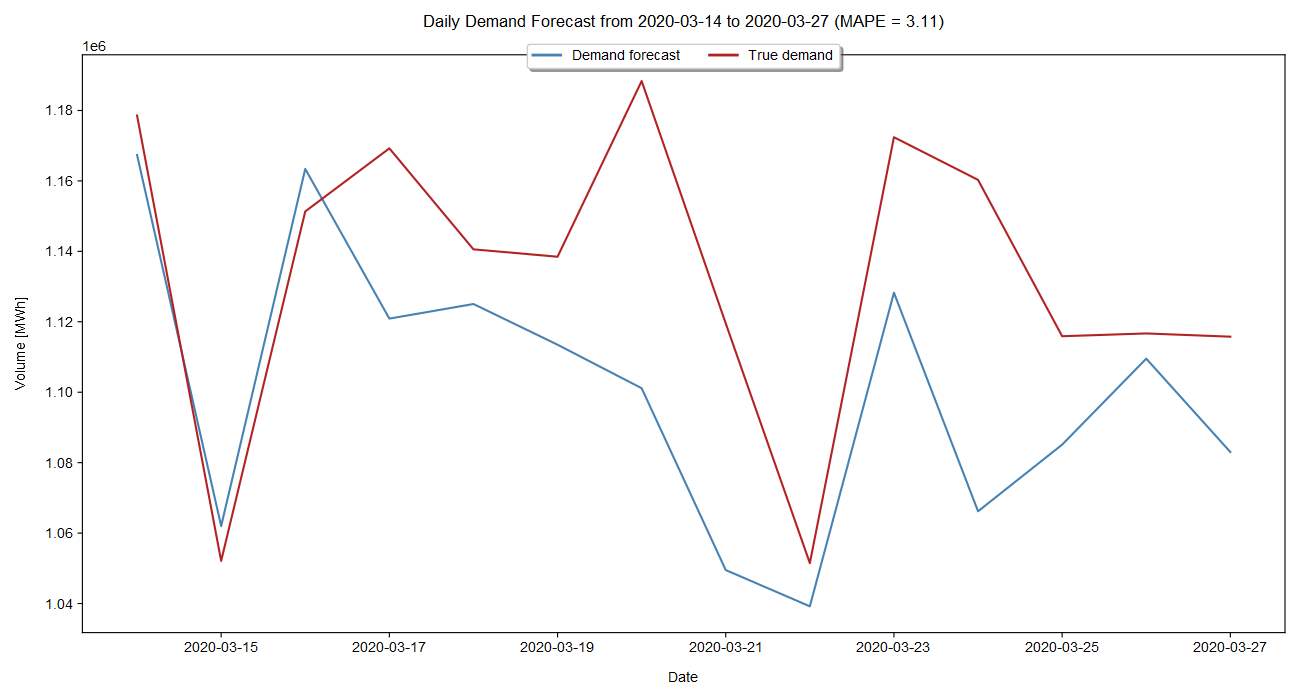 Daily Demand Forecast from 2020-03-14 to 2020-03-27 (MAPE = 3.11)
1e6
Demand forecast True demand
1.18
1.16
1.14
1.12
1.10
1.08
1.06
1.04
Volume [MWh]
2020-03-15 2020-03-17 2020-03-19 2020-03-21 2020-03-23 2020-03-25 2020-03-27
Date